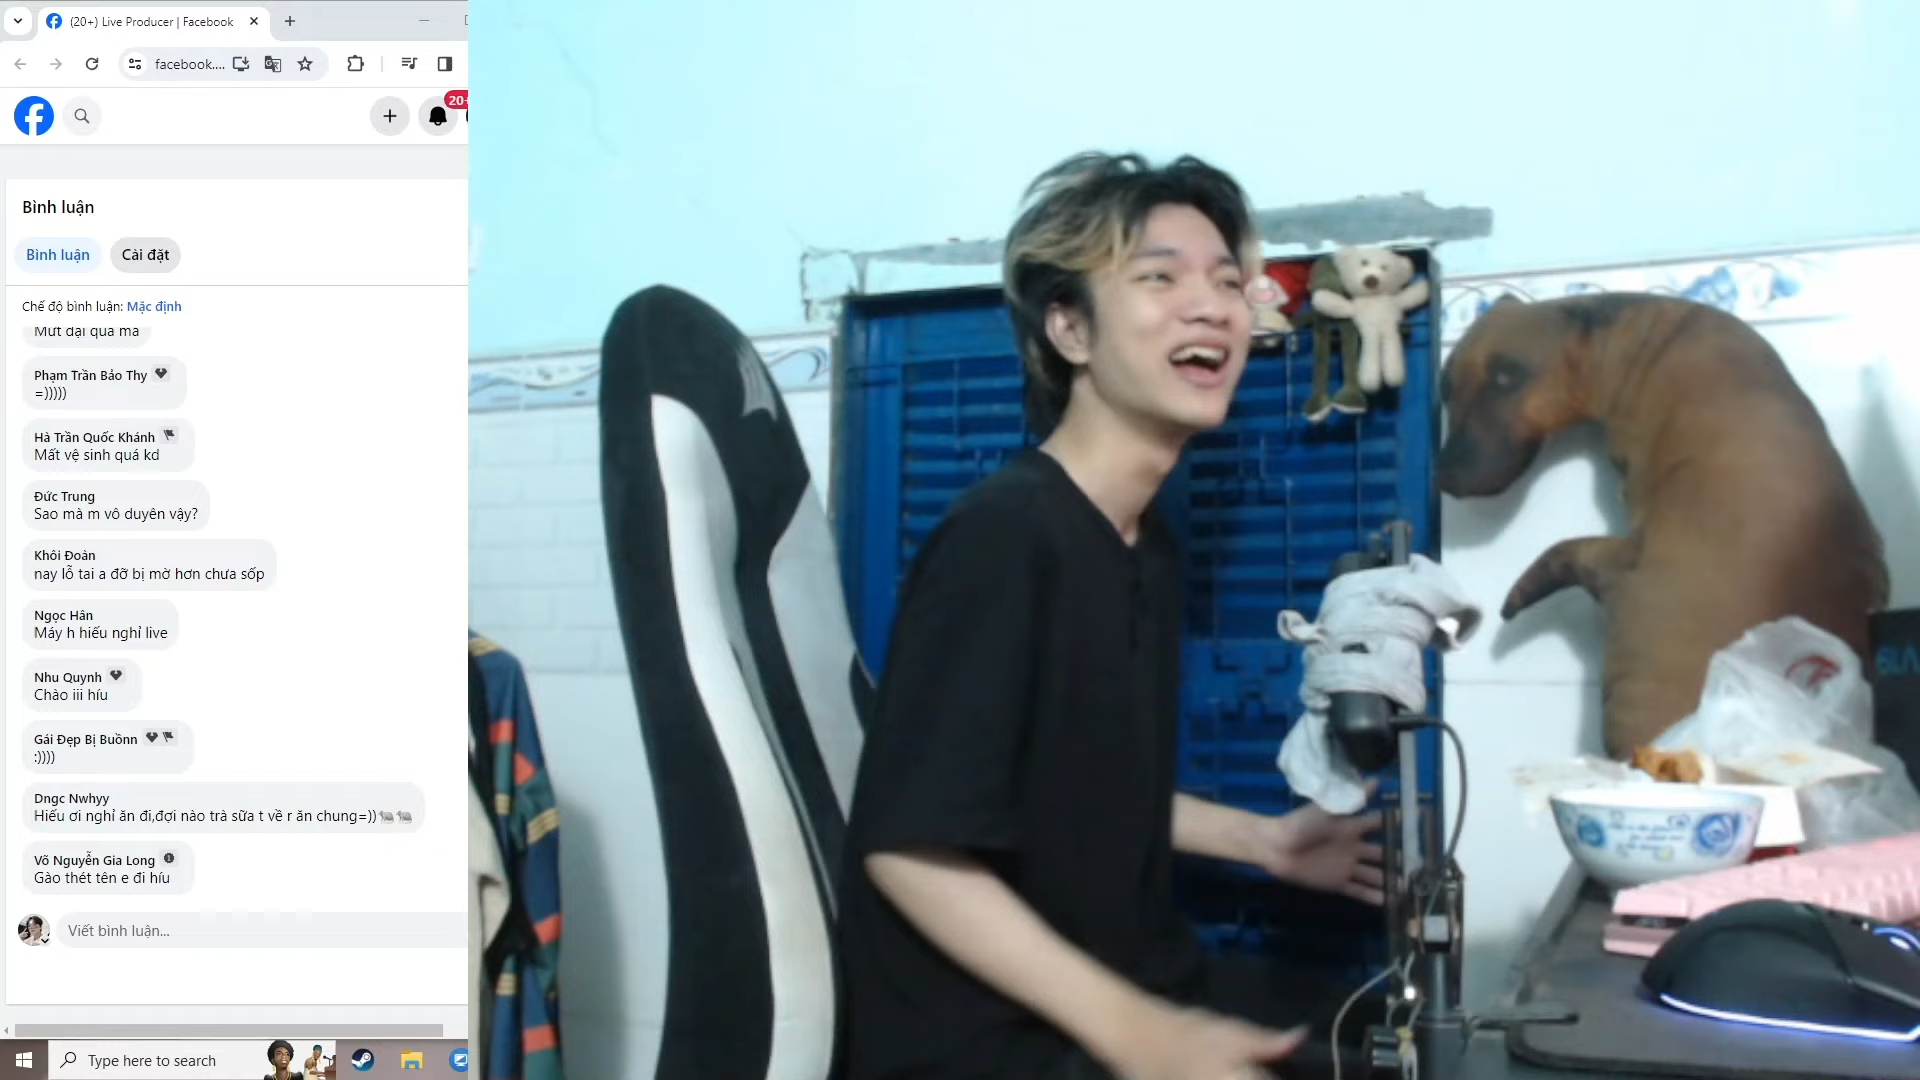 (20+) Live Producer | Facebook
facebook....
20+
Bình luận
Bình luận
Cài đặt
Chế độ bình luận: Mặc định
Mứt dại quá ma
Phạm Trần Bảo Thy
=)))))
Hà Trần Quốc Khánh
Mất vệ sinh quá kd
Đức Trung
Sao mà m vô duyên vậy?
Khôi Đoàn
nay lỗ tai a đỡ bị mờ hơn chưa sốp
Ngọc Hân
Máy h hiếu nghỉ live
Nhu Quynh
Chào iii híu
Gái Đẹp Bị Buồnn
:))))
Dngc Nwhyy
Hiếu ơi nghỉ ăn đi,đợi nào trà sữa t về r ăn chung=))🐀🐀
Võ Nguyễn Gia Long
Gào thét tên e đi híu
Viết bình luận...
Type here to search